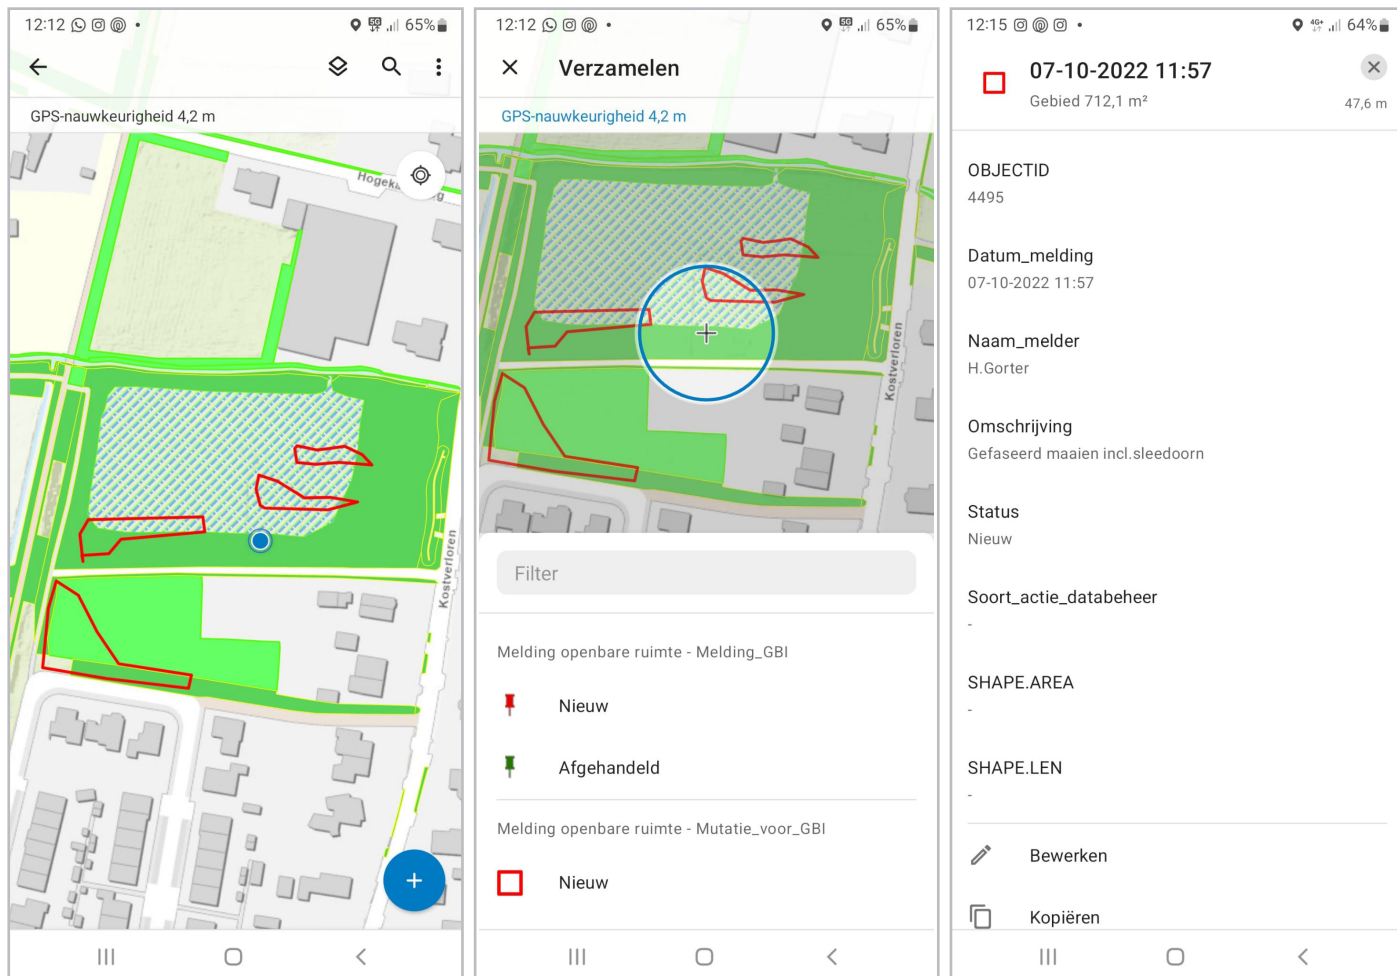 12:12 5G 65%
GPS-nauwkeurigheid 4,2 m
Kostverloren
12:12 5G 65%
Verzamelen
GPS-nauwkeurigheid 4,2 m
Kostverloren
Filter
Melding openbare ruimte - Melding_GBI
Nieuw
Afgehandeld
Melding openbare ruimte - Mutatie_voor_GBI
Nieuw
12:15 4G+ 64%
07-10-2022 11:57
Gebied 712,1 m²
47,6 m
OBJECTID
4495
Datum_melding
07-10-2022 11:57
Naam_melder
H.Gorter
Omschrijving
Gefaseerd maaien incl.sleedoorn
Status
Nieuw
Soort_actie_databeheer
-
SHAPE.AREA
-
SHAPE.LEN
-
Bewerken
Kopiëren